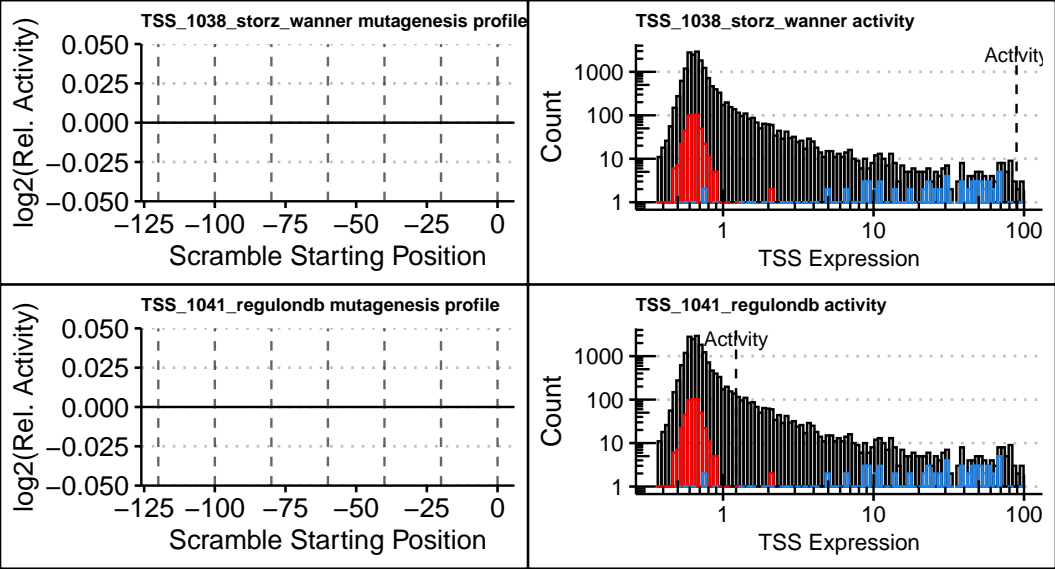 TSS_1038_storz_wanner mutagenesis profile
log2(Rel. Activity)
0.050
0.025
0.000
−0.025
−0.050
−125 −100 −75 −50 −25 0
Scramble Starting Position
TSS_1038_storz_wanner activity
Activity
Count
1000
100
10
1
1 10 100
TSS Expression
TSS_1041_regulondb mutagenesis profile
log2(Rel. Activity)
0.050
0.025
0.000
−0.025
−0.050
−125 −100 −75 −50 −25 0
Scramble Starting Position
TSS_1041_regulondb activity
Activity
Count
1000
100
10
1
1 10 100
TSS Expression